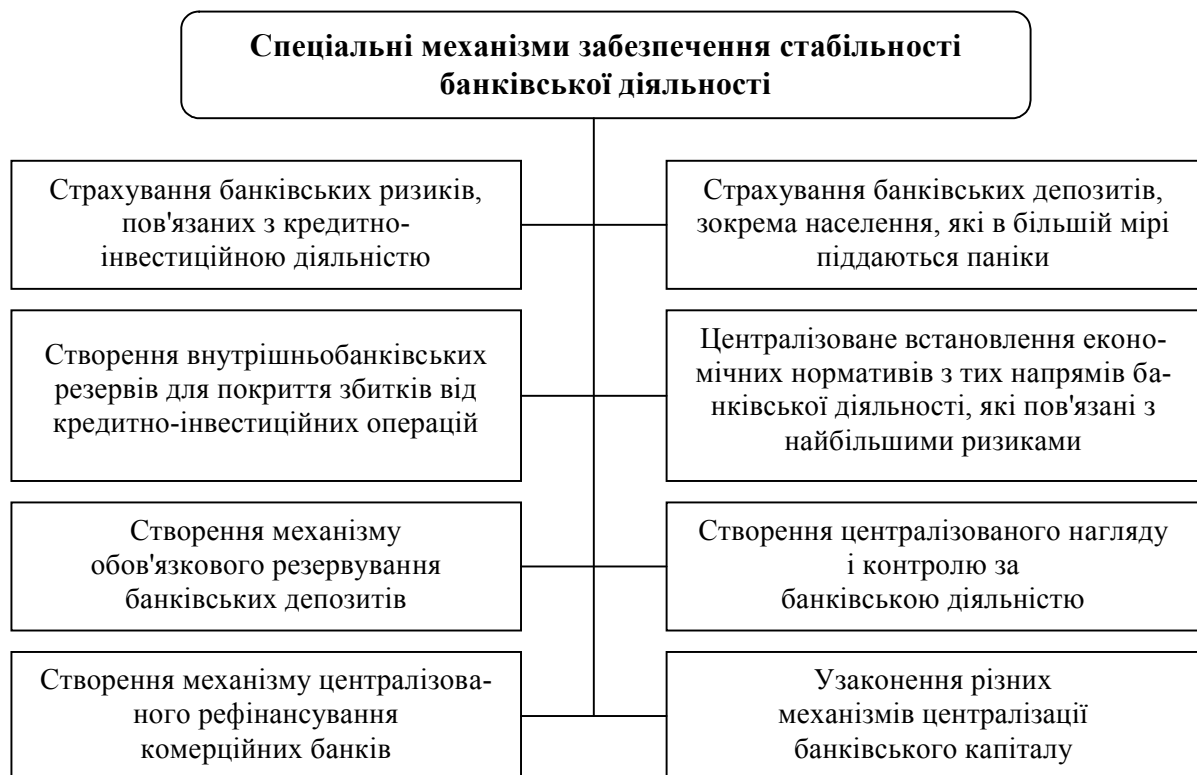 Спеціальні механізми забезпечення стабільності
банківської діяльності
Страхування банківських ризиків,
пов'язаних з кредитно-
інвестиційною діяльністю
Страхування банківських депозитів,
зокрема населення, які в більшій мірі
піддаються паніки
Створення внутрішньобанківських
резервів для покриття збитків від
кредитно-інвестиційних операцій
Централізоване встановлення еконо-
мічних нормативів з тих напрямів ба-
нківської діяльності, які пов'язані з
найбільшими ризиками
Створення механізму
обов'язкового резервування
банківських депозитів
Створення централізованого нагляду
і контролю за
банківською діяльністю
Створення механізму централізова-
ного рефінансування
комерційних банків
Узаконення різних
механізмів централізації
банківського капіталу